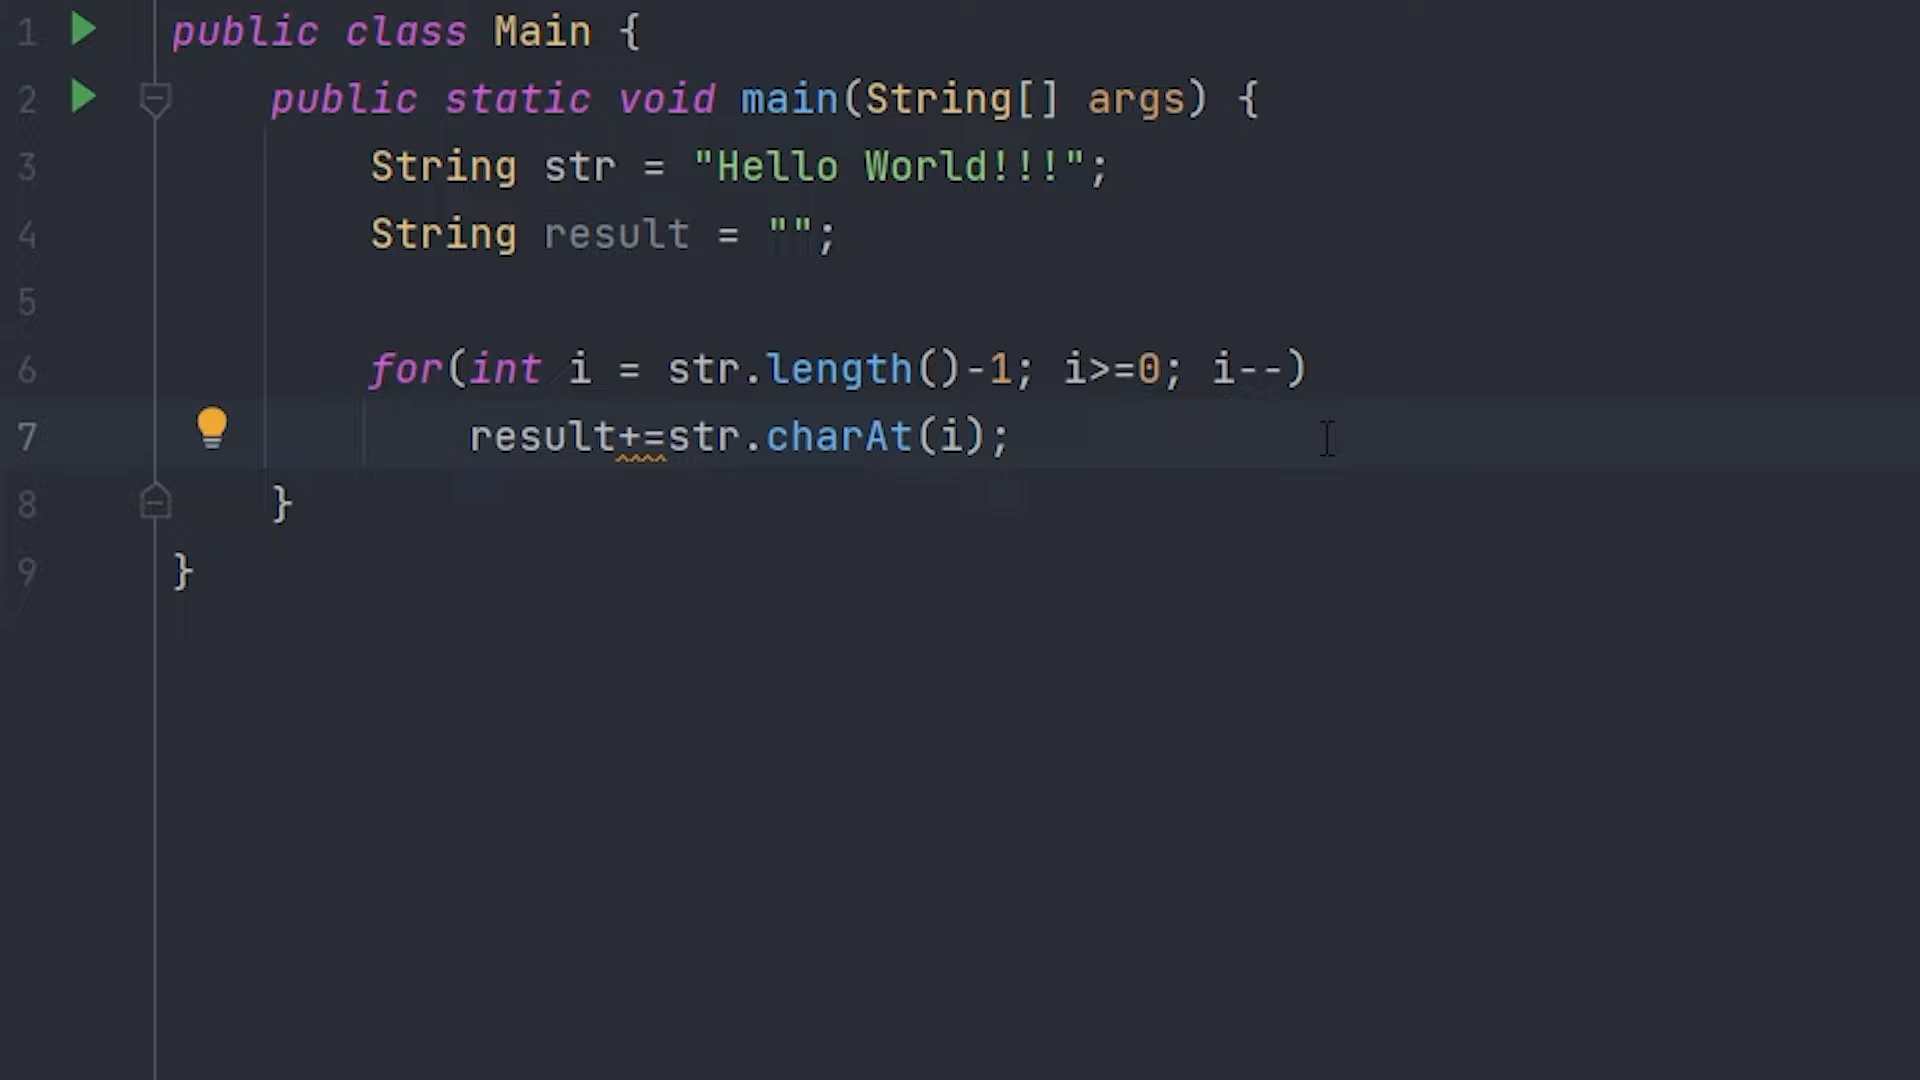 1 public class Main {
2 public static void main(String[] args) {
3 String str = "Hello World!!!";
4 String result = "";
5
6 for(int i = str.length()-1; i>=0; i--)
7 result+=str.charAt(i);
8 }
9 }